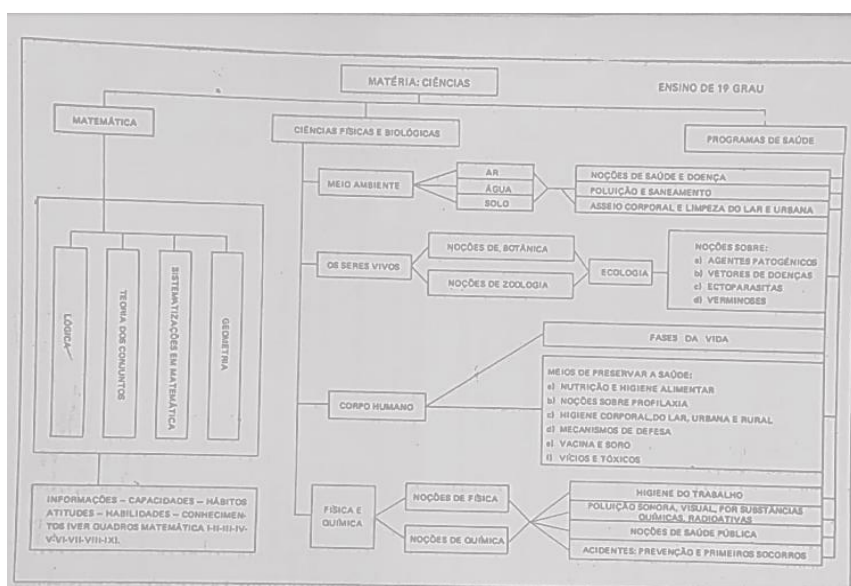 MATÉRIA: CIÊNCIAS
ENSINO DE 1º GRAU
MATEMÁTICA
CIÊNCIAS FÍSICAS E BIOLÓGICAS
PROGRAMAS DE SAÚDE
MEIO AMBIENTE
AR
ÁGUA
SOLO
NOÇÕES DE SAÚDE E DOENÇA
POLUIÇÃO E SANEAMENTO
ASSEIO CORPORAL E LIMPEZA DO LAR E URBANA
OS SERES VIVOS
NOÇÕES DE BOTÂNICA
NOÇÕES DE ZOOLOGIA
ECOLOGIA
NOÇÕES SOBRE:
a) AGENTES PATOGÊNICOS
b) VETORES DE DOENÇAS
c) ECTOPARASITAS
d) VERMINOSES
LÓGICA
TEORIA DOS CONJUNTOS
SISTEMATIZAÇÕES EM MATEMÁTICA
GEOMETRIA
CORPO HUMANO
FASES DA VIDA
MEIOS DE PRESERVAR A SAÚDE:
a) NUTRIÇÃO E HIGIENE ALIMENTAR
b) NOÇÕES SOBRE PROFILAXIA
c) HIGIENE CORPORAL, DO LAR, URBANA E RURAL
d) MECANISMOS DE DEFESA
e) VACINA E SORO
f) VÍCIOS E TÓXICOS
INFORMAÇÕES – CAPACIDADES – HÁBITOS
ATITUDES – HABILIDADES – CONHECIMEN-
TOS (VER QUADROS MATEMÁTICA I-II-III-IV-
V-VI-VII-VIII-IX).
FÍSICA E
QUÍMICA
NOÇÕES DE FÍSICA
NOÇÕES DE QUÍMICA
HIGIENE DO TRABALHO
POLUIÇÃO SONORA, VISUAL, POR SUBSTÂNCIAS
QUÍMICAS, RADIOATIVAS
NOÇÕES DE SAÚDE PÚBLICA
ACIDENTES: PREVENÇÃO E PRIMEIROS SOCORROS